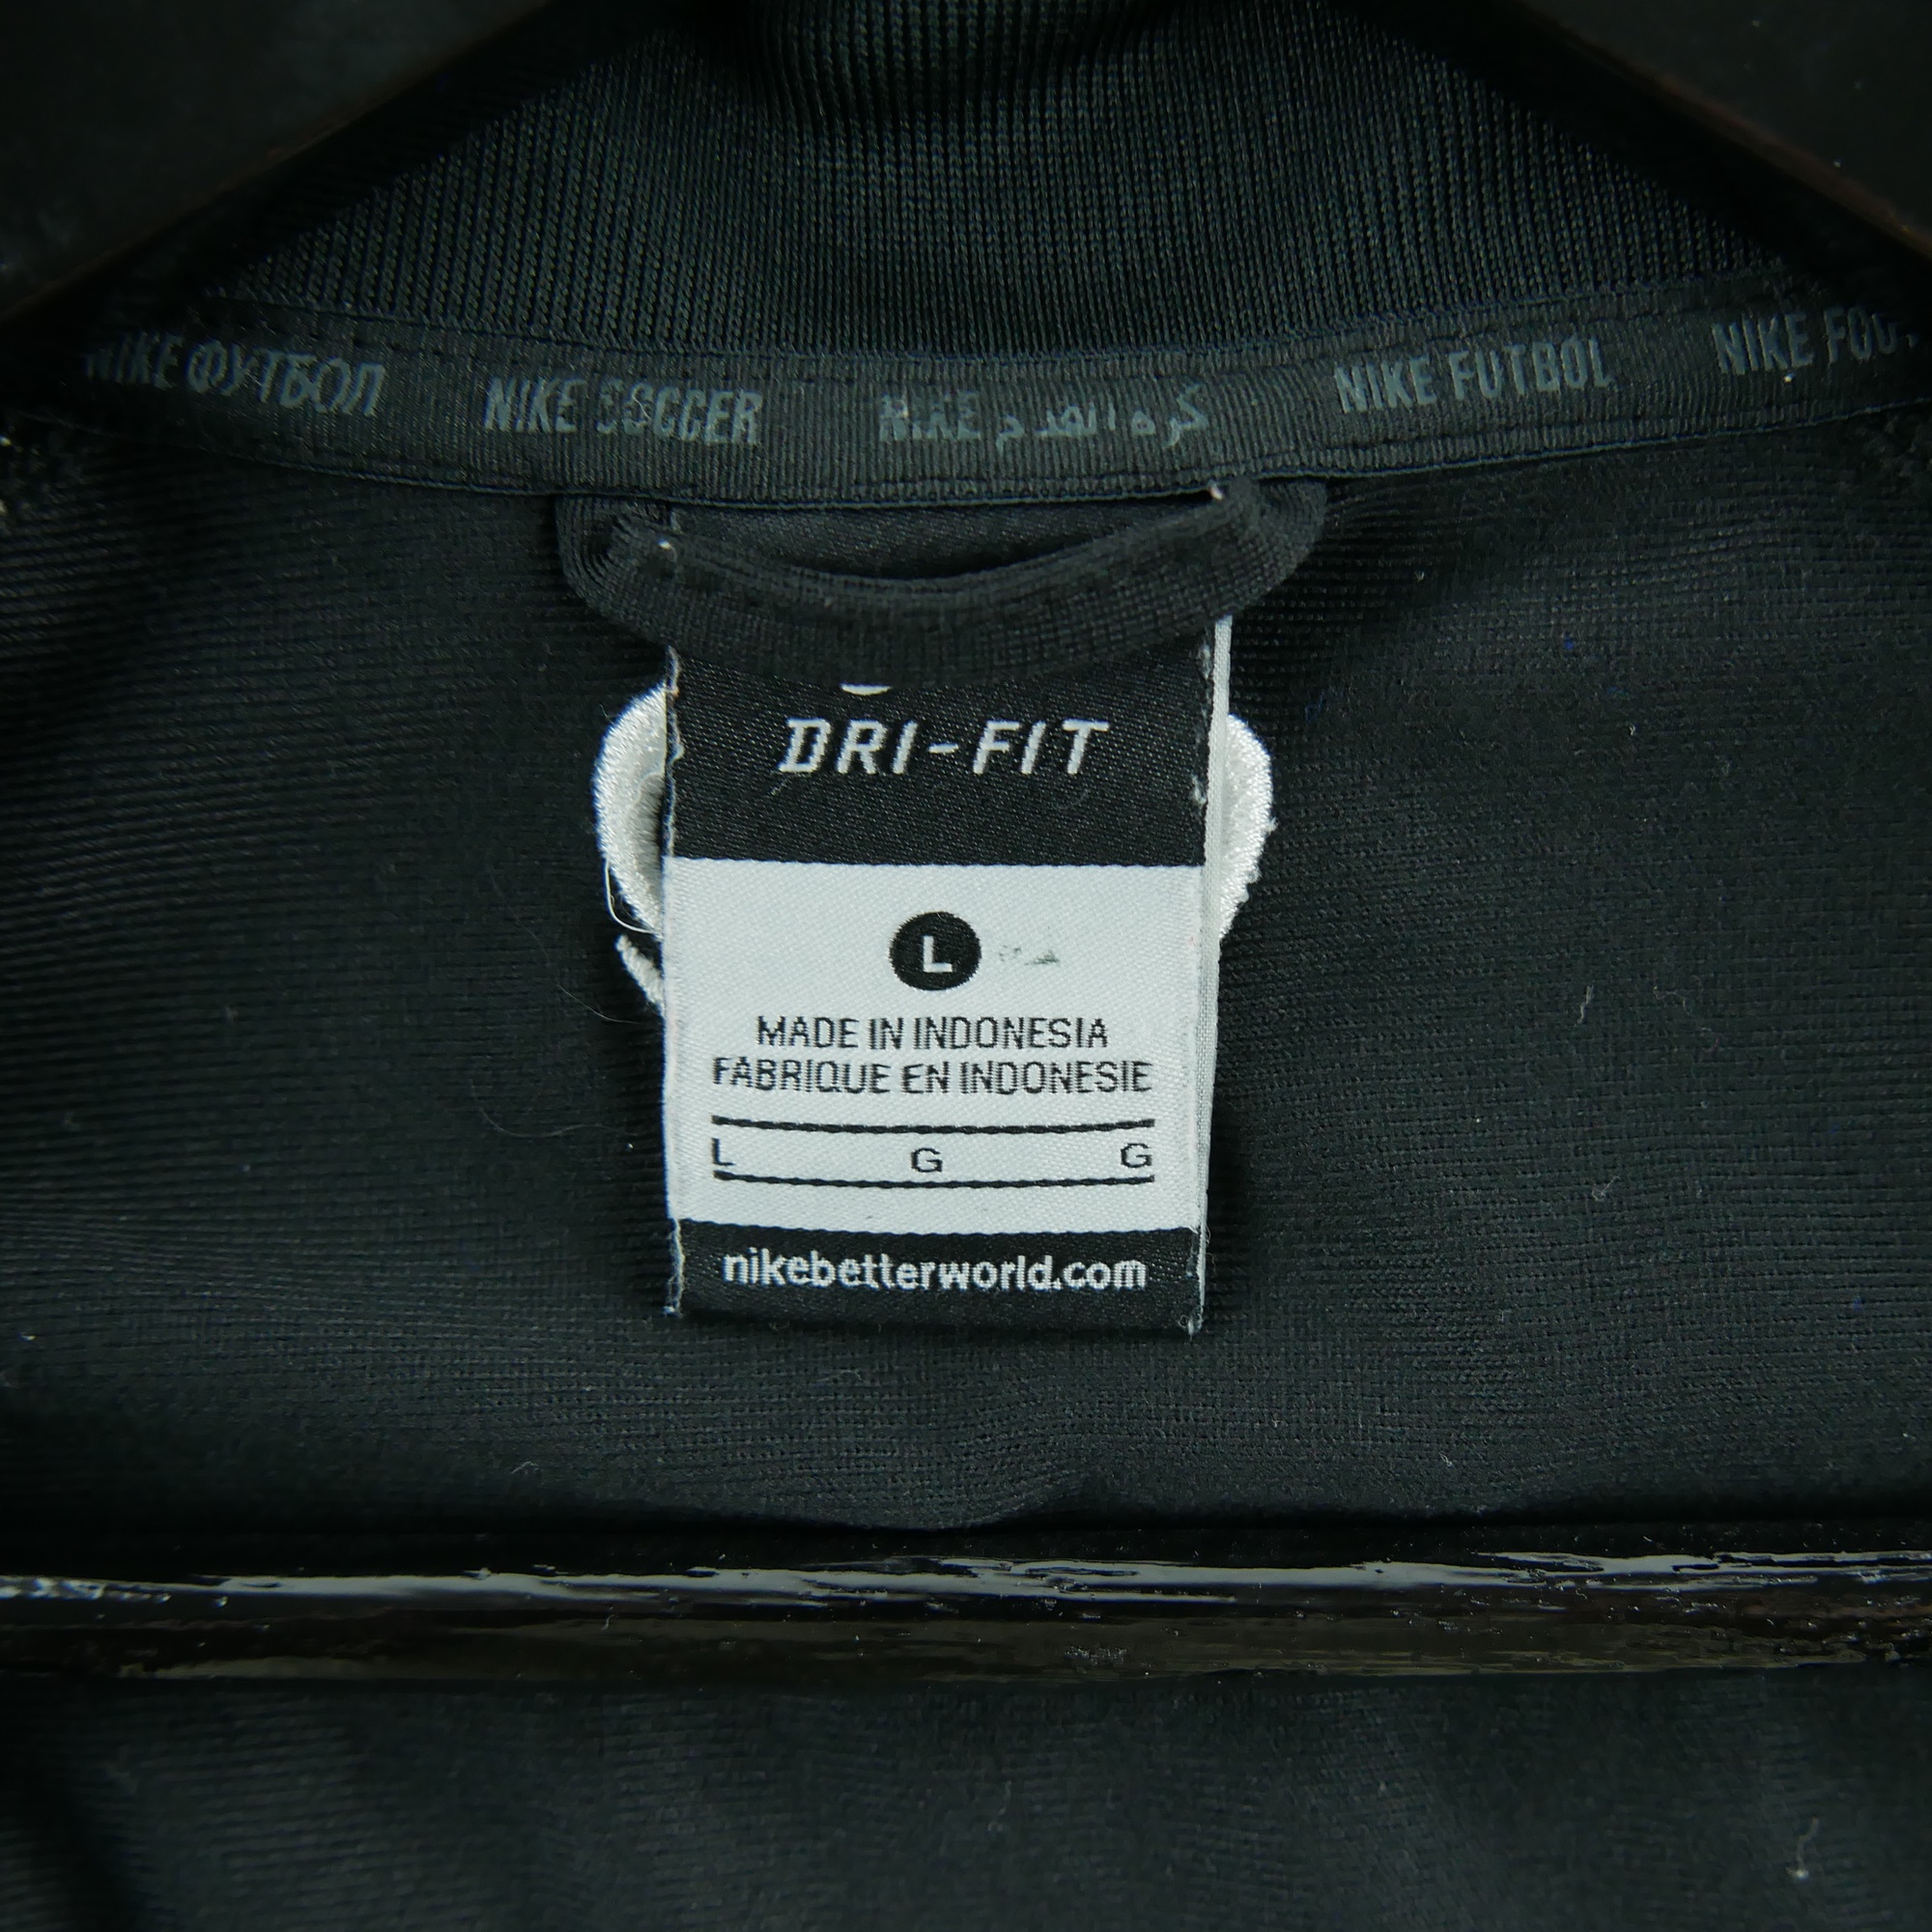 NIKE ФУТБОЛ NIKE SOCCER NIKE كرة القدم NIKE FUTBOL NIKE
DRI-FIT
L
MADE IN INDONESIA
FABRIQUE EN INDONESIE
L G G
nikebetterworld.com